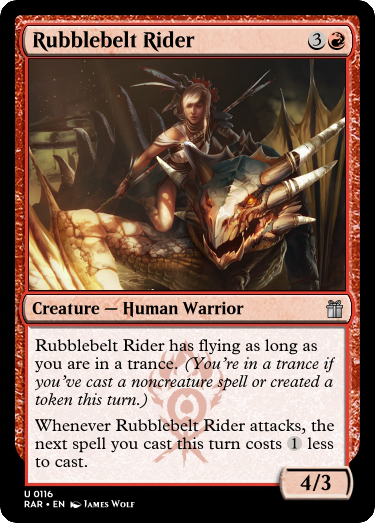 Rubblebelt Rider 3
Creature — Human Warrior
Rubblebelt Rider has flying as long as
you are in a trance. (You're in a trance if
you've cast a noncreature spell or created a
token this turn.)
Whenever Rubblebelt Rider attacks, the
next spell you cast this turn costs 1 less
to cast.
4/3
U 0116
RAR • EN James Wolf